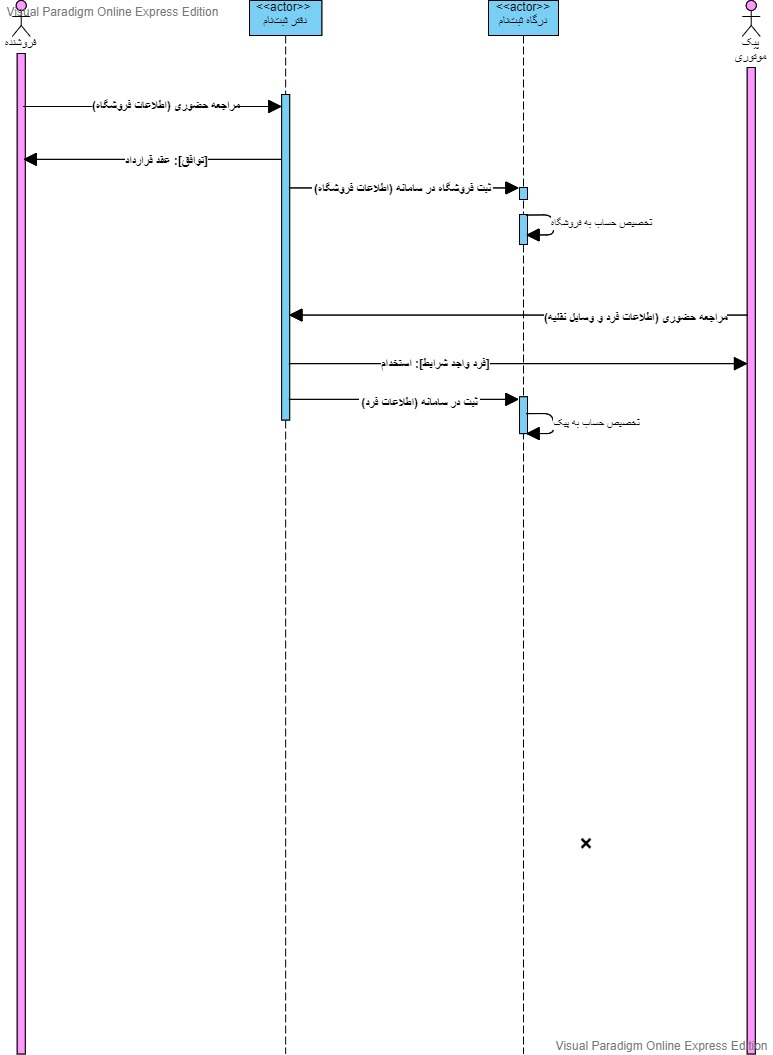 Visual Paradigm Online Express Edition
فروشنده
<<actor>>
دفتر ثبت‌نام
<<actor>>
درگاه ثبت‌نام
پیک
موتوری
مراجعه حضوری (اطلاعات فروشگاه)
[توافق]: عقد قرارداد
ثبت فروشگاه در سامانه (اطلاعات فروشگاه)
تخصیص حساب به فروشگاه
مراجعه حضوری (اطلاعات فرد و وسایل نقلیه)
[فرد واجد شرایط]: استخدام
ثبت در سامانه (اطلاعات فرد)
تخصیص حساب به پیک
Visual Paradigm Online Express Edition